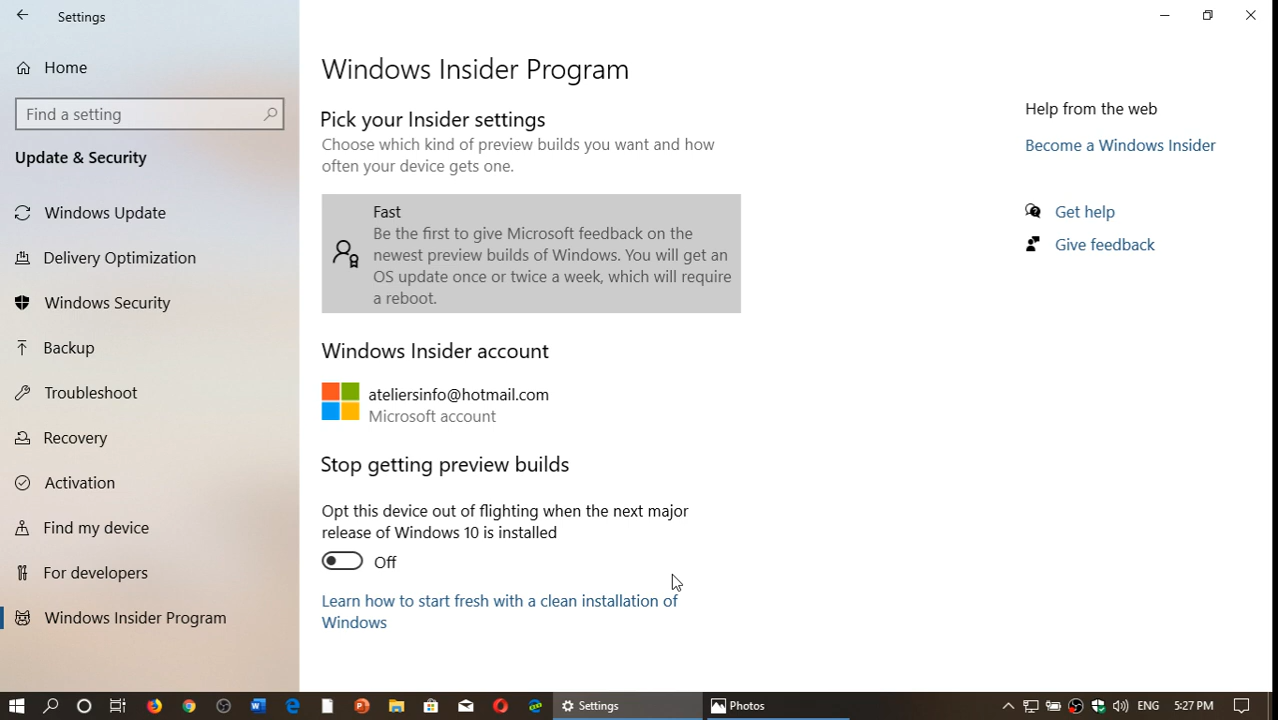 Settings
Home
Find a setting
Update & Security
Windows Update
Delivery Optimization
Windows Security
Backup
Troubleshoot
Recovery
Activation
Find my device
For developers
Windows Insider Program
Windows Insider Program
Pick your Insider settings
Choose which kind of preview builds you want and how
often your device gets one.
Fast
Be the first to give Microsoft feedback on the
newest preview builds of Windows. You will get an
OS update once or twice a week, which will require
a reboot.
Windows Insider account
ateliersinfo@hotmail.com
Microsoft account
Stop getting preview builds
Opt this device out of flighting when the next major
release of Windows 10 is installed
Off
Learn how to start fresh with a clean installation of
Windows
Help from the web
Become a Windows Insider
Get help
Give feedback
Settings
Photos
ENG
5:27 PM